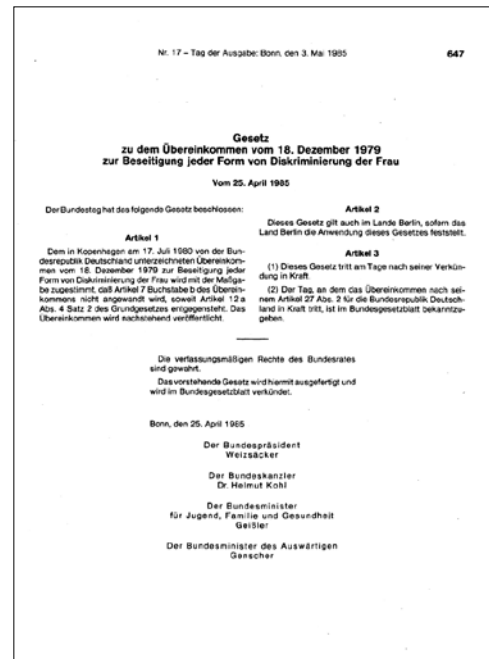 Nr. 17 – Tag der Ausgabe: Bonn, den 3. Mai 1985
647
Gesetz
zu dem Übereinkommen vom 18. Dezember 1979
zur Beseitigung jeder Form von Diskriminierung der Frau
Vom 25. April 1985
Der Bundestag hat das folgende Gesetz beschlossen:
Artikel 1
Dem in Kopenhagen am 17. Juli 1980 von der Bun-
desrepublik Deutschland unterzeichneten Übereinkom-
men vom 18. Dezember 1979 zur Beseitigung jeder
Form von Diskriminierung der Frau wird mit der Maßga-
be zugestimmt, daß Artikel 7 Buchstabe b des Überein-
kommens nicht angewandt wird, soweit Artikel 12 a
Abs. 4 Satz 2 des Grundgesetzes entgegensteht. Das
Übereinkommen wird nachstehend veröffentlicht.
Artikel 2
Dieses Gesetz gilt auch im Lande Berlin, sofern das
Land Berlin die Anwendung dieses Gesetzes feststellt.
Artikel 3
(1) Dieses Gesetz tritt am Tage nach seiner Verkün-
dung in Kraft.
(2) Der Tag, an dem das Übereinkommen nach sei-
nem Artikel 27 Abs. 2 für die Bundesrepublik Deutsch-
land in Kraft tritt, ist im Bundesgesetzblatt bekanntzu-
geben.
Die verfassungsmäßigen Rechte des Bundesrates
sind gewahrt.
Das vorstehende Gesetz wird hiermit ausgefertigt und
wird im Bundesgesetzblatt verkündet.
Bonn, den 25. April 1985
Der Bundespräsident
Weizsäcker
Der Bundeskanzler
Dr. Helmut Kohl
Der Bundesminister
für Jugend, Familie und Gesundheit
Geißler
Der Bundesminister des Auswärtigen
Genscher